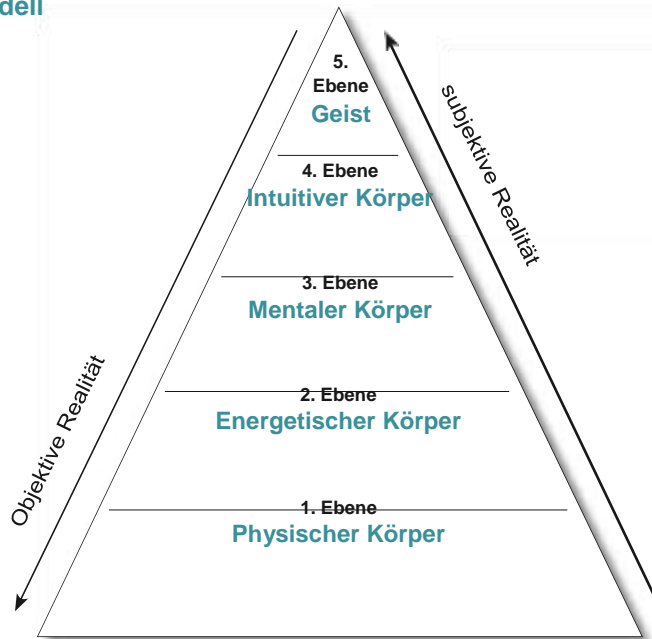 dell
5.
Ebene
Geist
4. Ebene
Intuitiver Körper
3. Ebene
Mentaler Körper
2. Ebene
Energetischer Körper
1. Ebene
Physischer Körper
Objektive Realität
subjektive Realität